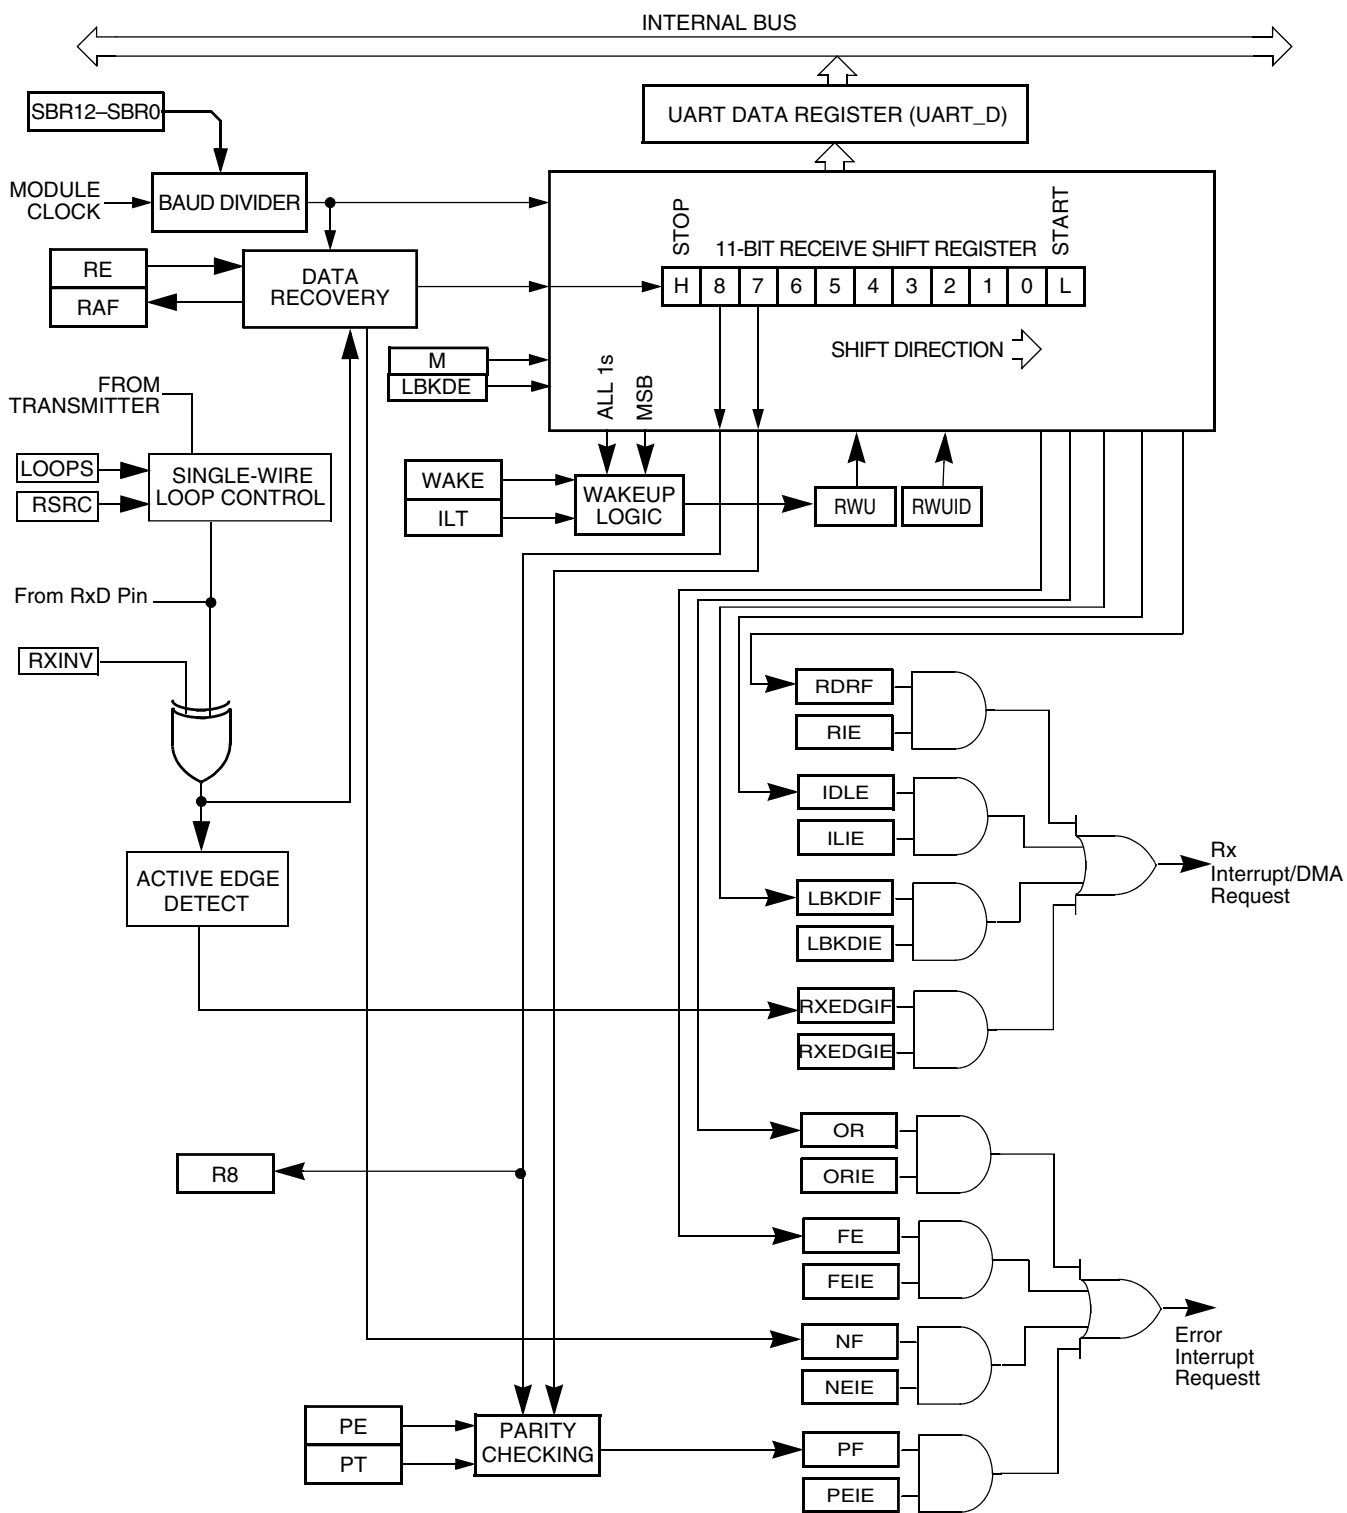 INTERNAL BUS
SBR12–SBR0
UART DATA REGISTER (UART_D)
MODULE
CLOCK
BAUD DIVIDER
STOP
START
11-BIT RECEIVE SHIFT REGISTER
H 8 7 6 5 4 3 2 1 0 L
RE
RAF
DATA
RECOVERY
SHIFT DIRECTION
M
LBKDE
ALL 1s
MSB
FROM
TRANSMITTER
LOOPS
RSRC
SINGLE-WIRE
LOOP CONTROL
WAKE
ILT
WAKEUP
LOGIC
RWU
RWUID
From RxD Pin
RXINV
RDRF
RIE
IDLE
ILIE
Rx
Interrupt/DMA
Request
ACTIVE EDGE
DETECT
LBKDIF
LBKDIE
RXEDGIF
RXEDGIE
OR
ORIE
R8
FE
FEIE
NF
NEIE
Error
Interrupt
Requestt
PE
PT
PARITY
CHECKING
PF
PEIE